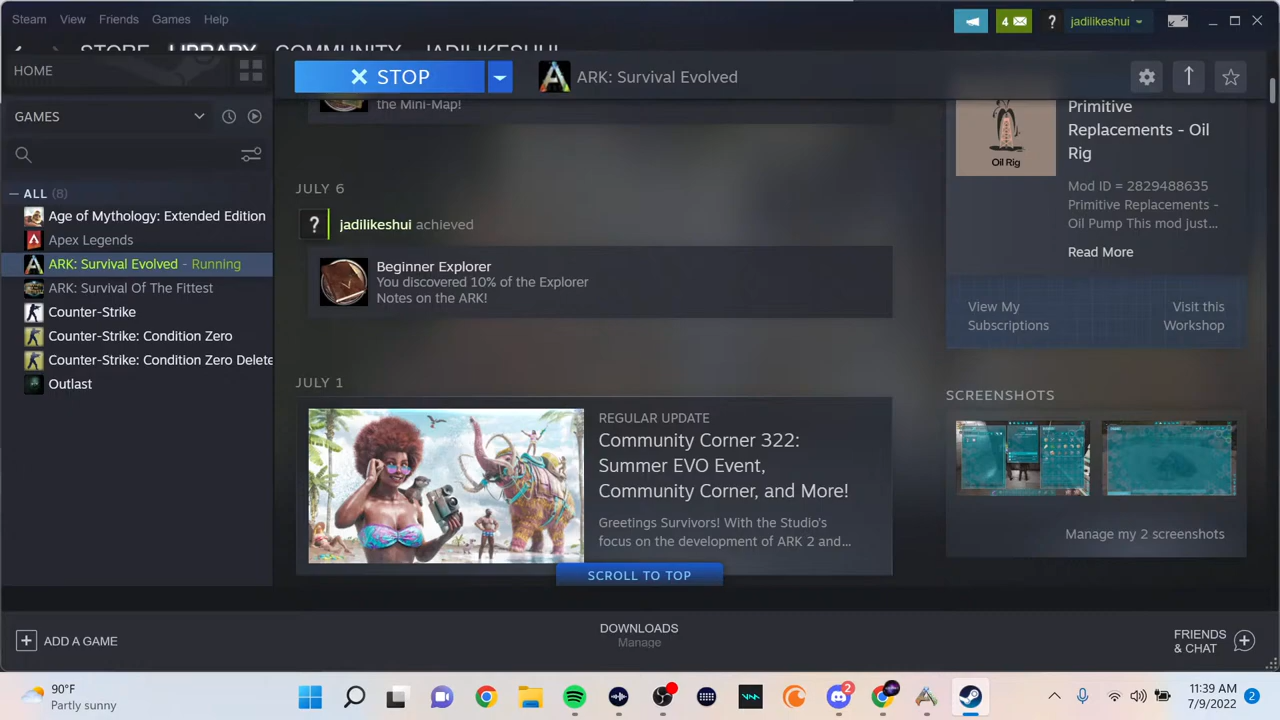 Steam View Friends Games Help
4 ? jadilikeshui
STORE LIBRARY COMMUNITY JADILIKESHUI
HOME
STOP
ARK: Survival Evolved
GAMES
ALL (8)
Age of Mythology: Extended Edition
Apex Legends
ARK: Survival Evolved - Running
ARK: Survival Of The Fittest
Counter-Strike
Counter-Strike: Condition Zero
Counter-Strike: Condition Zero Delete
Outlast
the Mini-Map!
JULY 6
? jadilikeshui achieved
Beginner Explorer
You discovered 10% of the Explorer
Notes on the ARK!
JULY 1
REGULAR UPDATE
Community Corner 322:
Summer EVO Event,
Community Corner, and More!
Greetings Survivors! With the Studio's
focus on the development of ARK 2 and...
SCROLL TO TOP
Oil Rig
Primitive
Replacements - Oil
Rig
Mod ID = 2829488635
Primitive Replacements -
Oil Pump This mod just...
Read More
View My
Subscriptions
Visit this
Workshop
SCREENSHOTS
Manage my 2 screenshots
ADD A GAME
DOWNLOADS
Manage
FRIENDS
& CHAT
90°F
Partly sunny
2
11:39 AM
7/9/2022
2